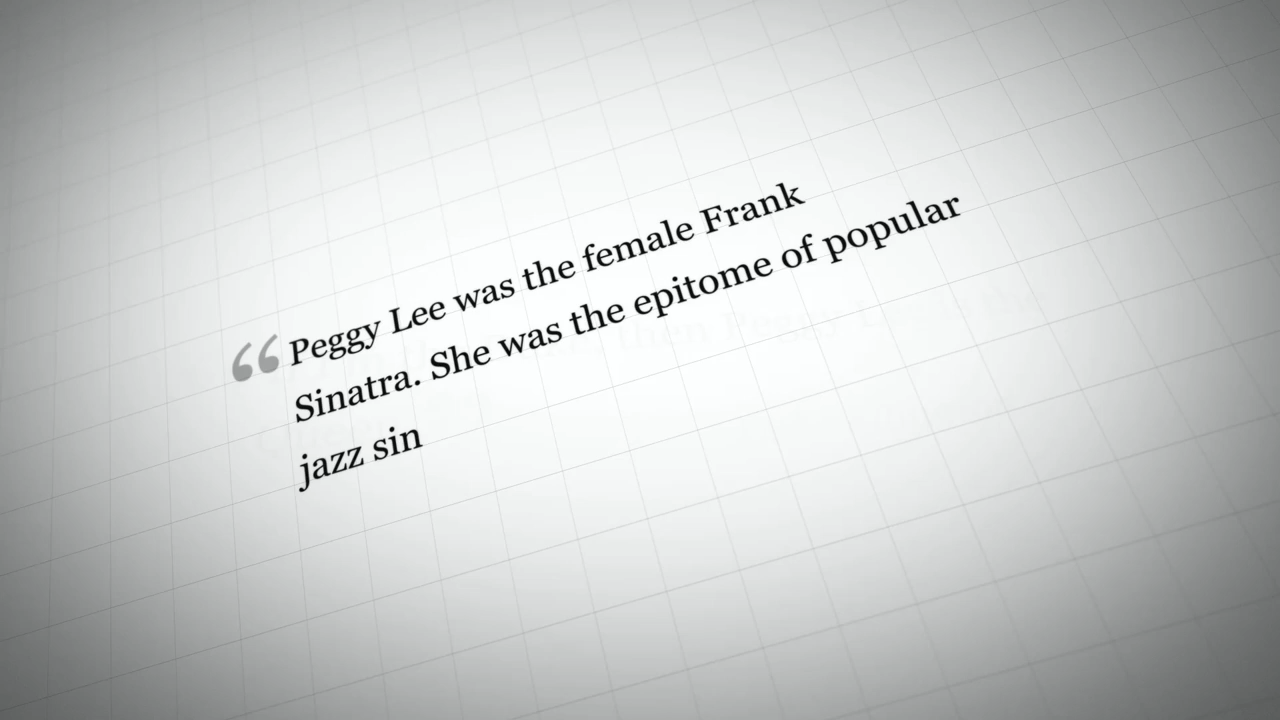 “Peggy Lee was the female Frank
Sinatra. She was the epitome of popular
jazz sin